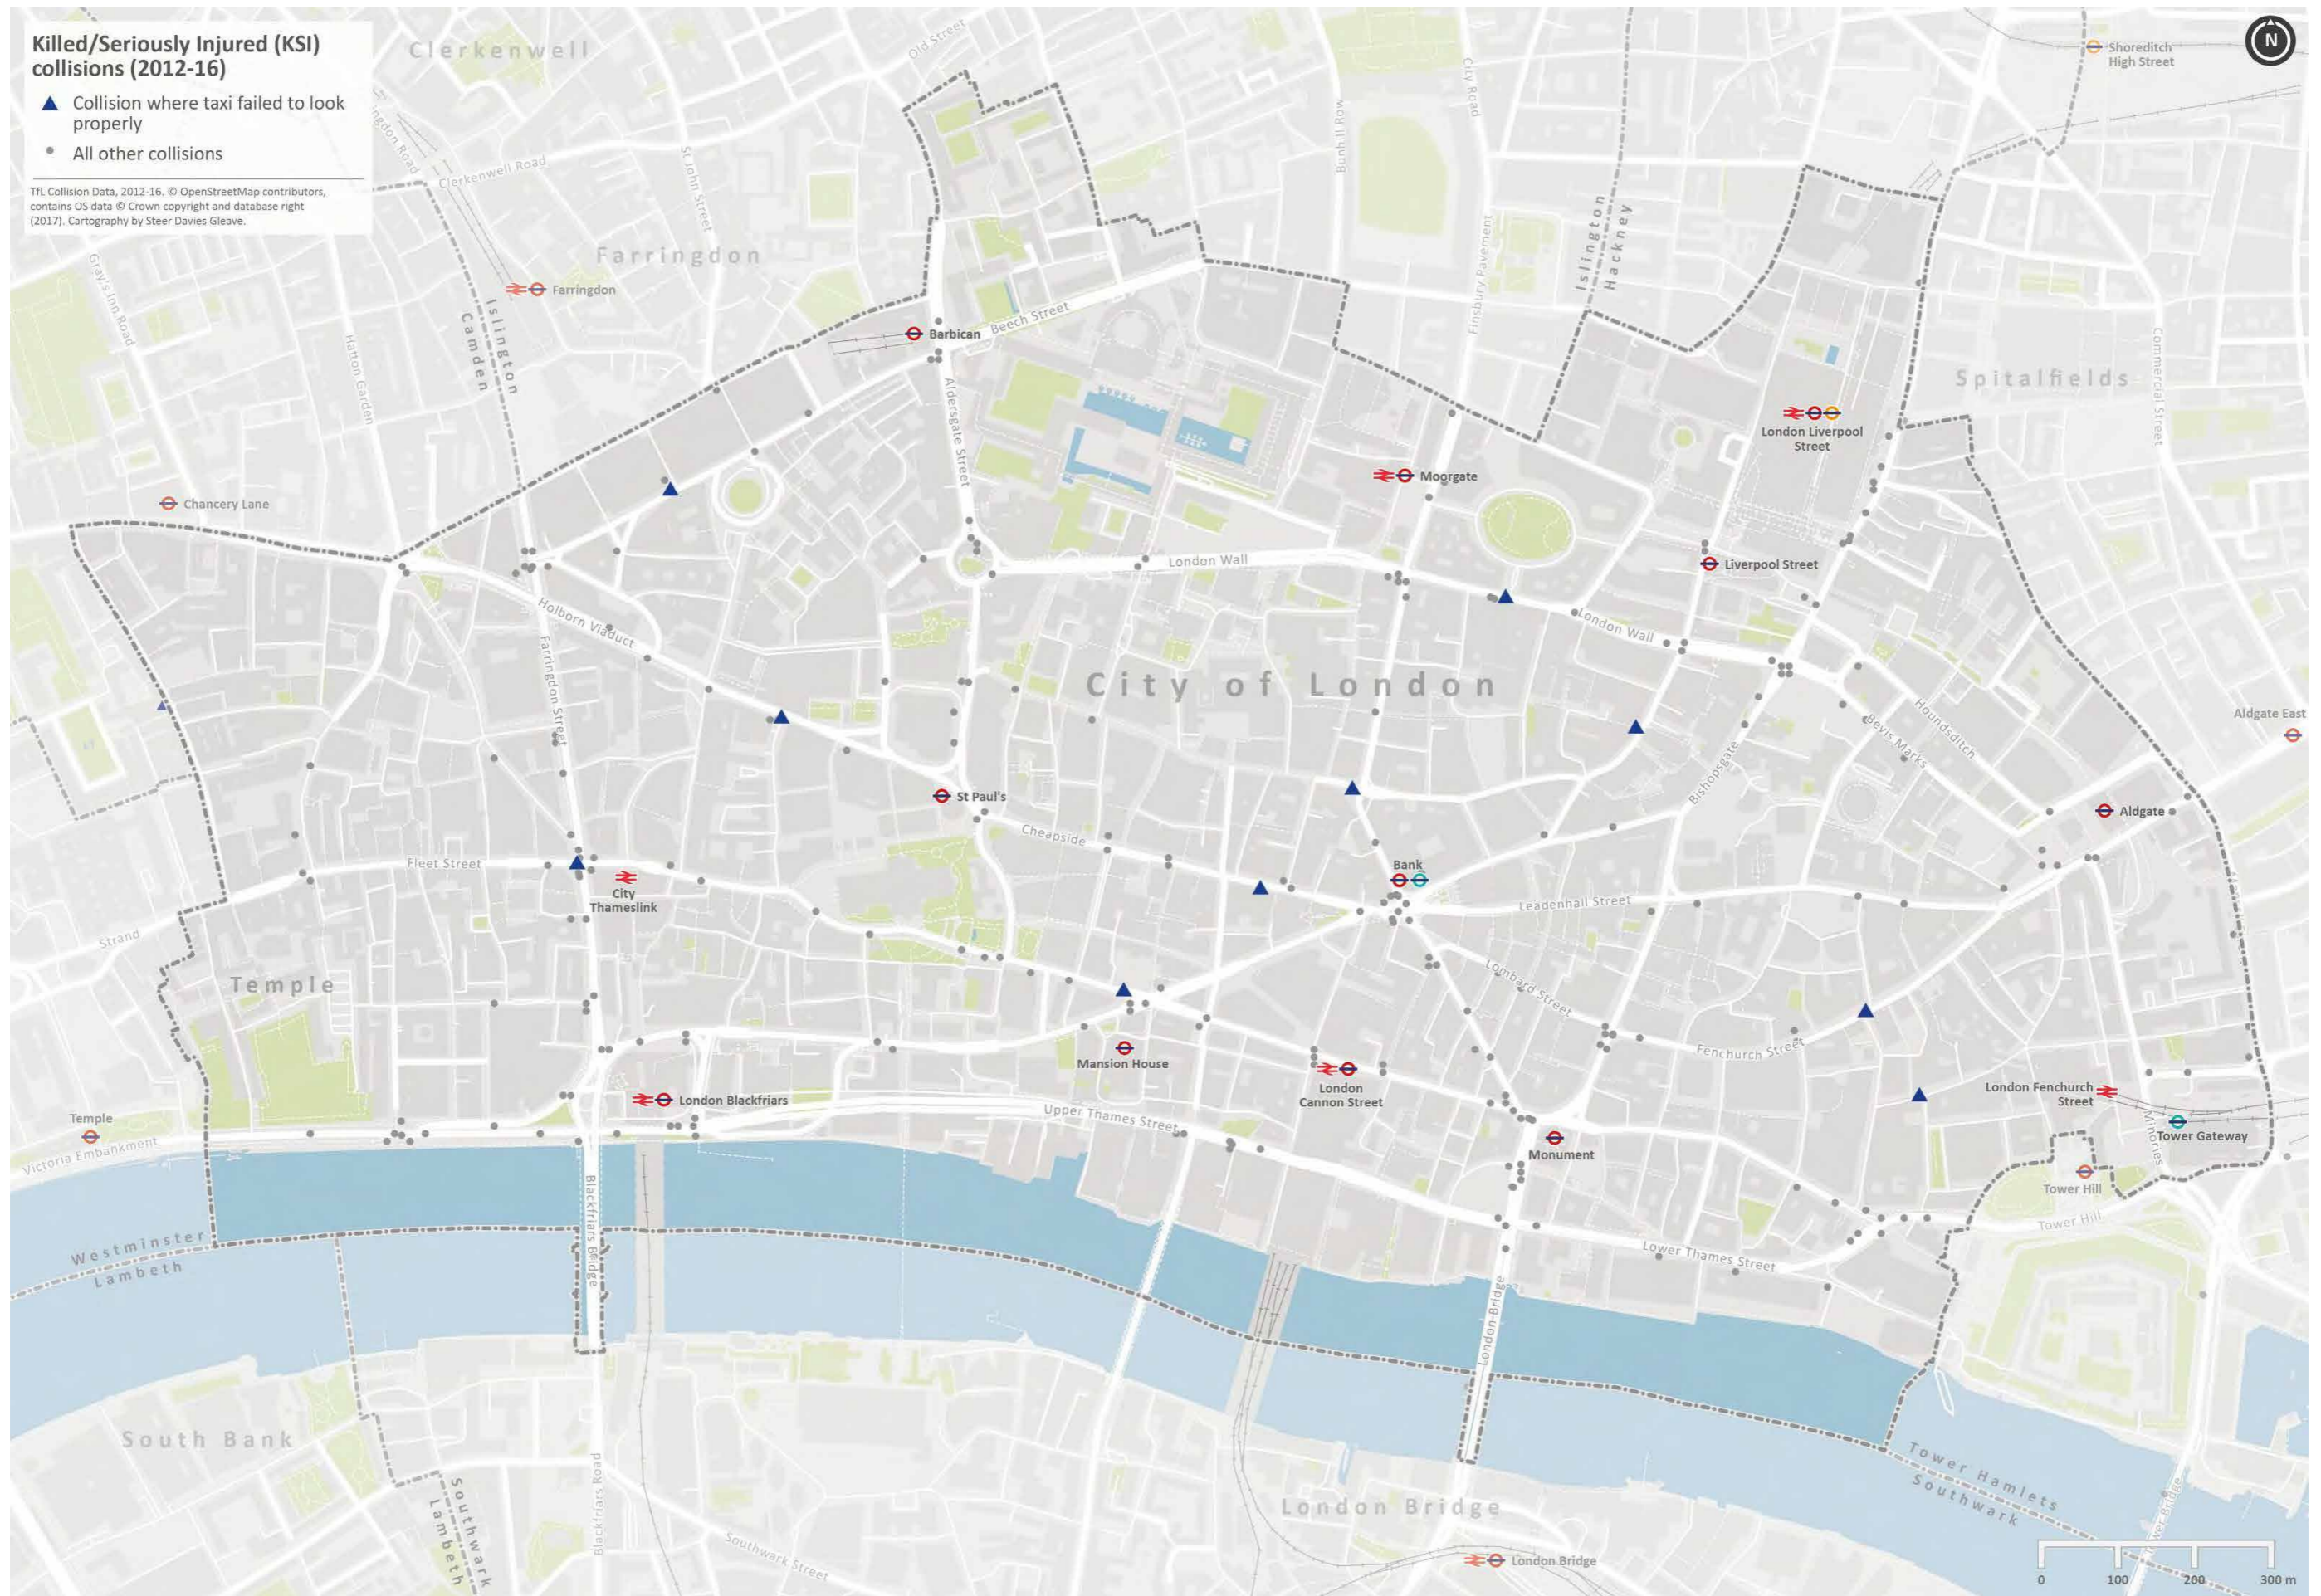 Killed/Seriously Injured (KSI)
collisions (2012-16)
Collision where taxi failed to look
properly
All other collisions
TfL Collision Data, 2012-16. © OpenStreetMap contributors,
contains OS data © Crown copyright and database right
(2017). Cartography by Steer Davies Gleave.
Clerkenwell
Old Street
City Road
N
Shoreditch
High Street
Bunhill Row
Clerkenwell Road
St John Street
Farringdon
Finsbury Pavement
Islington
Hackney
Gray's Inn Road
Farringdon
Islington
Camden
Hatton Garden
Barbican
Beech Street
Aldersgate Street
Commercial Street
Spitalfields
London Liverpool
Street
Moorgate
Chancery Lane
London Wall
Liverpool Street
Holborn Viaduct
London Wall
Farringdon Street
City of London
Houndsditch
Bevis Marks
Aldgate East
Bishopsgate
St Paul's
Aldgate
Cheapside
Fleet Street
Bank
City
Thameslink
Leadenhall Street
Strand
Temple
Lombard Street
Fenchurch Street
Mansion House
London
Cannon Street
London Fenchurch
Street
London Blackfriars
Upper Thames Street
Temple
Victoria Embankment
Minories
Tower Gateway
Monument
Tower Hill
Tower Hill
Blackfriars Bridge
Westminster
Lambeth
Lower Thames Street
London Bridge
South Bank
Tower Hamlets
Southwark
Southwark
Lambeth
Blackfriars Road
London Bridge
Southwark Street
London Bridge
0 100 200 300 m